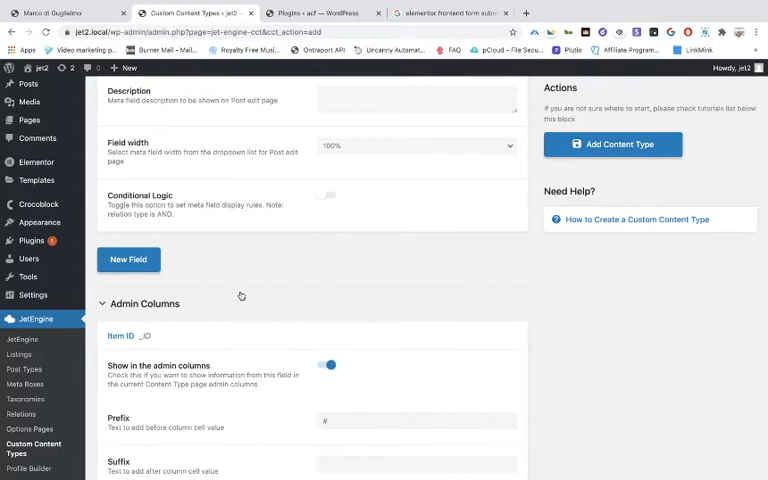 Marco di Guglielmo
Custom Content Types ‹ jet2 —
Plugins ‹ acf — WordPress
elementor frontend form subm
jet2.local/wp-admin/admin.php?page=jet-engine-cct&cct_action=add
Apps
Video marketing p...
Burner Mail - My B...
Royalty Free Musi...
Ontraport API
Uncanny Automat...
FAQ
pCloud - File Secu...
Plutio
Affiliate Program...
LinkMink
jet2
2
0
New
Howdy, jet2
Posts
Media
Pages
Comments
Elementor
Templates
Crocoblock
Appearance
Plugins 1
Users
Tools
Settings
JetEngine
JetEngine
Listings
Post Types
Meta Boxes
Taxonomies
Relations
Options Pages
Custom Content
Types
Profile Builder
Description
Meta field description to be shown on Post edit
page
Field width
Select meta field width from the dropdown list for Post edit
page
100%
Conditional Logic
Toggle this option to set meta field display rules. Note:
relation type is AND.
New Field
Admin Columns
Item ID _ID
Show in the admin columns
Check this if you want to show information from this field in
the current Content Type page admin columns
Prefix
Text to add before column cell value
#
Suffix
Text to add after column cell value
Actions
If you are not sure where to start, please check tutorials list below
this block
Add Content Type
Need Help?
How to Create a Custom Content Type